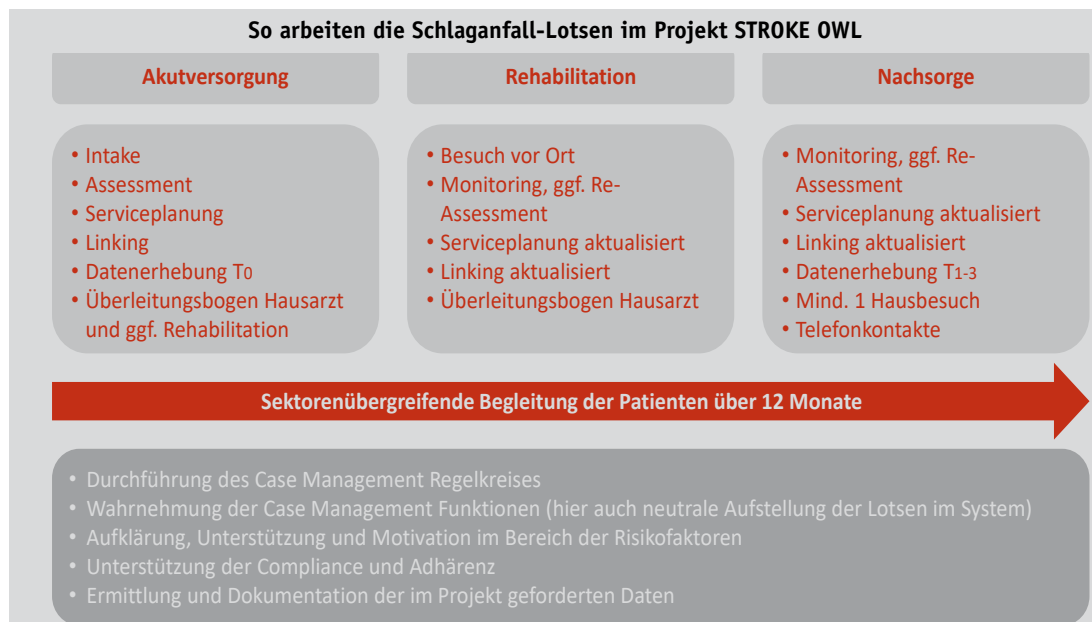 So arbeiten die Schlaganfall-Lotsen im Projekt STROKE OWL
Akutversorgung
• Intake
• Assessment
• Serviceplanung
• Linking
• Datenerhebung T0
• Überleitungsbogen Hausarzt
und ggf. Rehabilitation
Rehabilitation
• Besuch vor Ort
• Monitoring, ggf. Re-
Assessment
• Serviceplanung aktualisiert
• Linking aktualisiert
• Überleitungsbogen Hausarzt
Nachsorge
• Monitoring, ggf. Re-
Assessment
• Serviceplanung aktualisiert
• Linking aktualisiert
• Datenerhebung T1-3
• Mind. 1 Hausbesuch
• Telefonkontakte
Sektorenübergreifende Begleitung der Patienten über 12 Monate
• Durchführung des Case Management Regelkreises
• Wahrnehmung der Case Management Funktionen (hier auch neutrale Aufstellung der Lotsen im System)
• Aufklärung, Unterstützung und Motivation im Bereich der Risikofaktoren
• Unterstützung der Compliance und Adhärenz
• Ermittlung und Dokumentation der im Projekt geforderten Daten